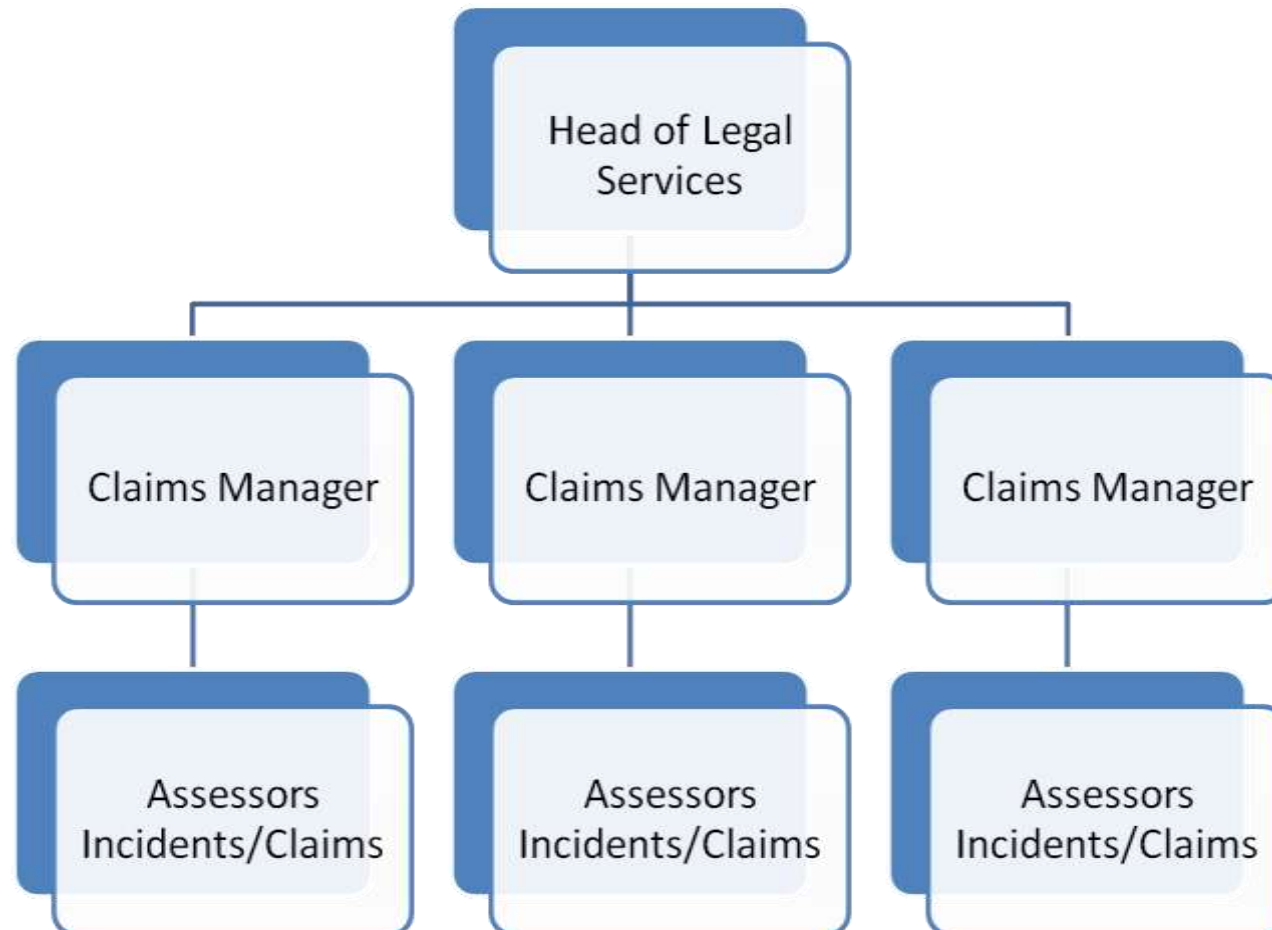 Head of Legal
Services
Claims Manager
Claims Manager
Claims Manager
Assessors
Incidents/Claims
Assessors
Incidents/Claims
Assessors
Incidents/Claims